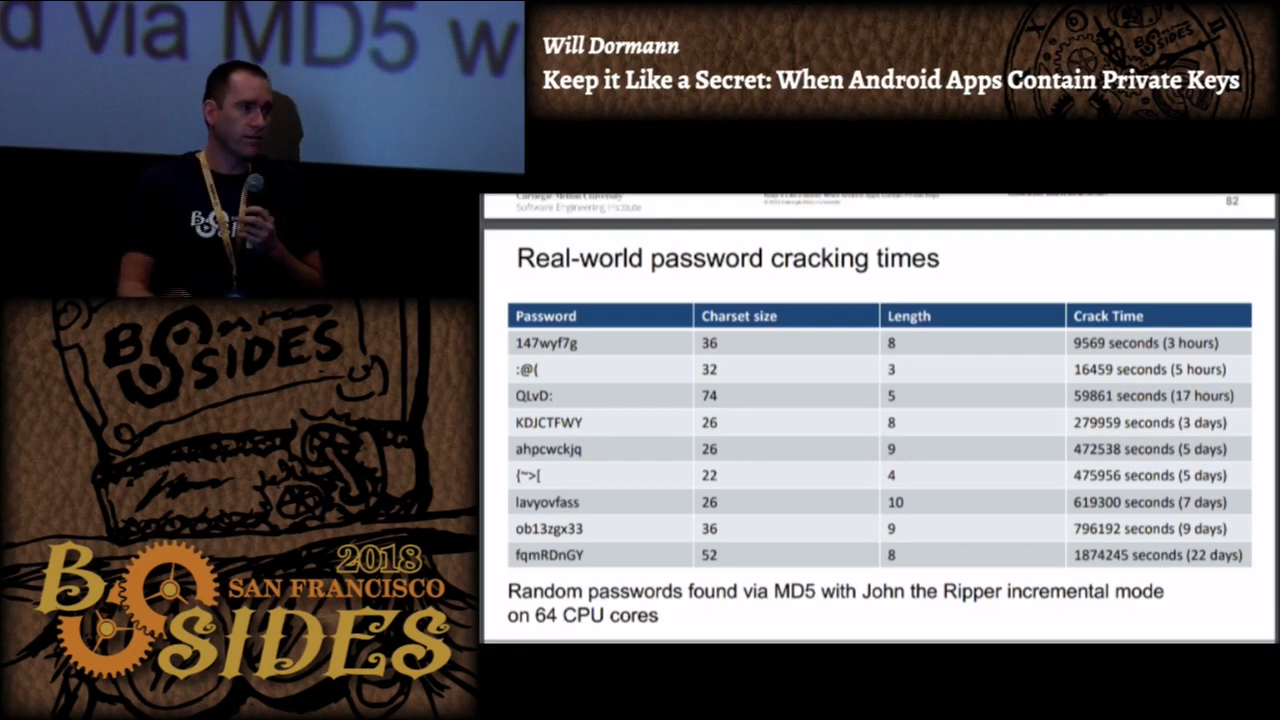 d via MD5 w
Will Dormann
Keep it Like a Secret: When Android Apps Contain Private Keys
BSIDES
Carnegie Mellon University
Software Engineering Institute
82
Real-world password cracking times
Password Charset size Length Crack Time
147wyf7g 36 8 9569 seconds (3 hours)
:@( 32 3 16459 seconds (5 hours)
QLvD: 74 5 59861 seconds (17 hours)
KDJCTFWY 26 8 279959 seconds (3 days)
ahpcwckjq 26 9 472538 seconds (5 days)
{~>[ 22 4 475956 seconds (5 days)
lavyovfass 26 10 619300 seconds (7 days)
ob13zgx33 36 9 796192 seconds (9 days)
fqmRDnGY 52 8 1874245 seconds (22 days)
Random passwords found via MD5 with John the Ripper incremental mode
on 64 CPU cores
BSIDES
2018
SAN FRANCISCO
BSIDES